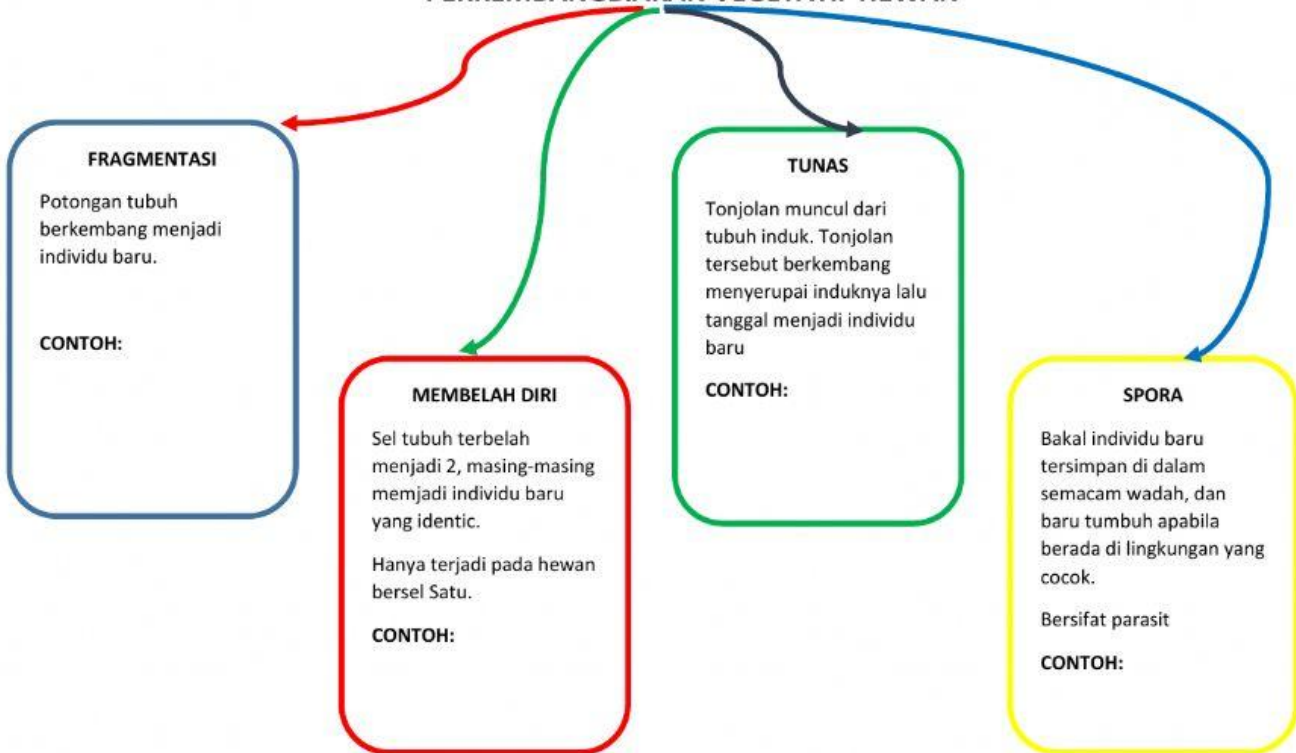 FRAGMENTASI
Potongan tubuh
berkembang menjadi
individu baru.
CONTOH:
MEMBELAH DIRI
Sel tubuh terbelah
menjadi 2, masing-masing
memjadi individu baru
yang identic.
Hanya terjadi pada hewan
bersel Satu.
CONTOH:
TUNAS
Tonjolan muncul dari
tubuh induk. Tonjolan
tersebut berkembang
menyerupai induknya lalu
tanggal menjadi individu
baru
CONTOH:
SPORA
Bakal individu baru
tersimpan di dalam
semacam wadah, dan
baru tumbuh apabila
berada di lingkungan yang
cocok.
Bersifat parasit
CONTOH: